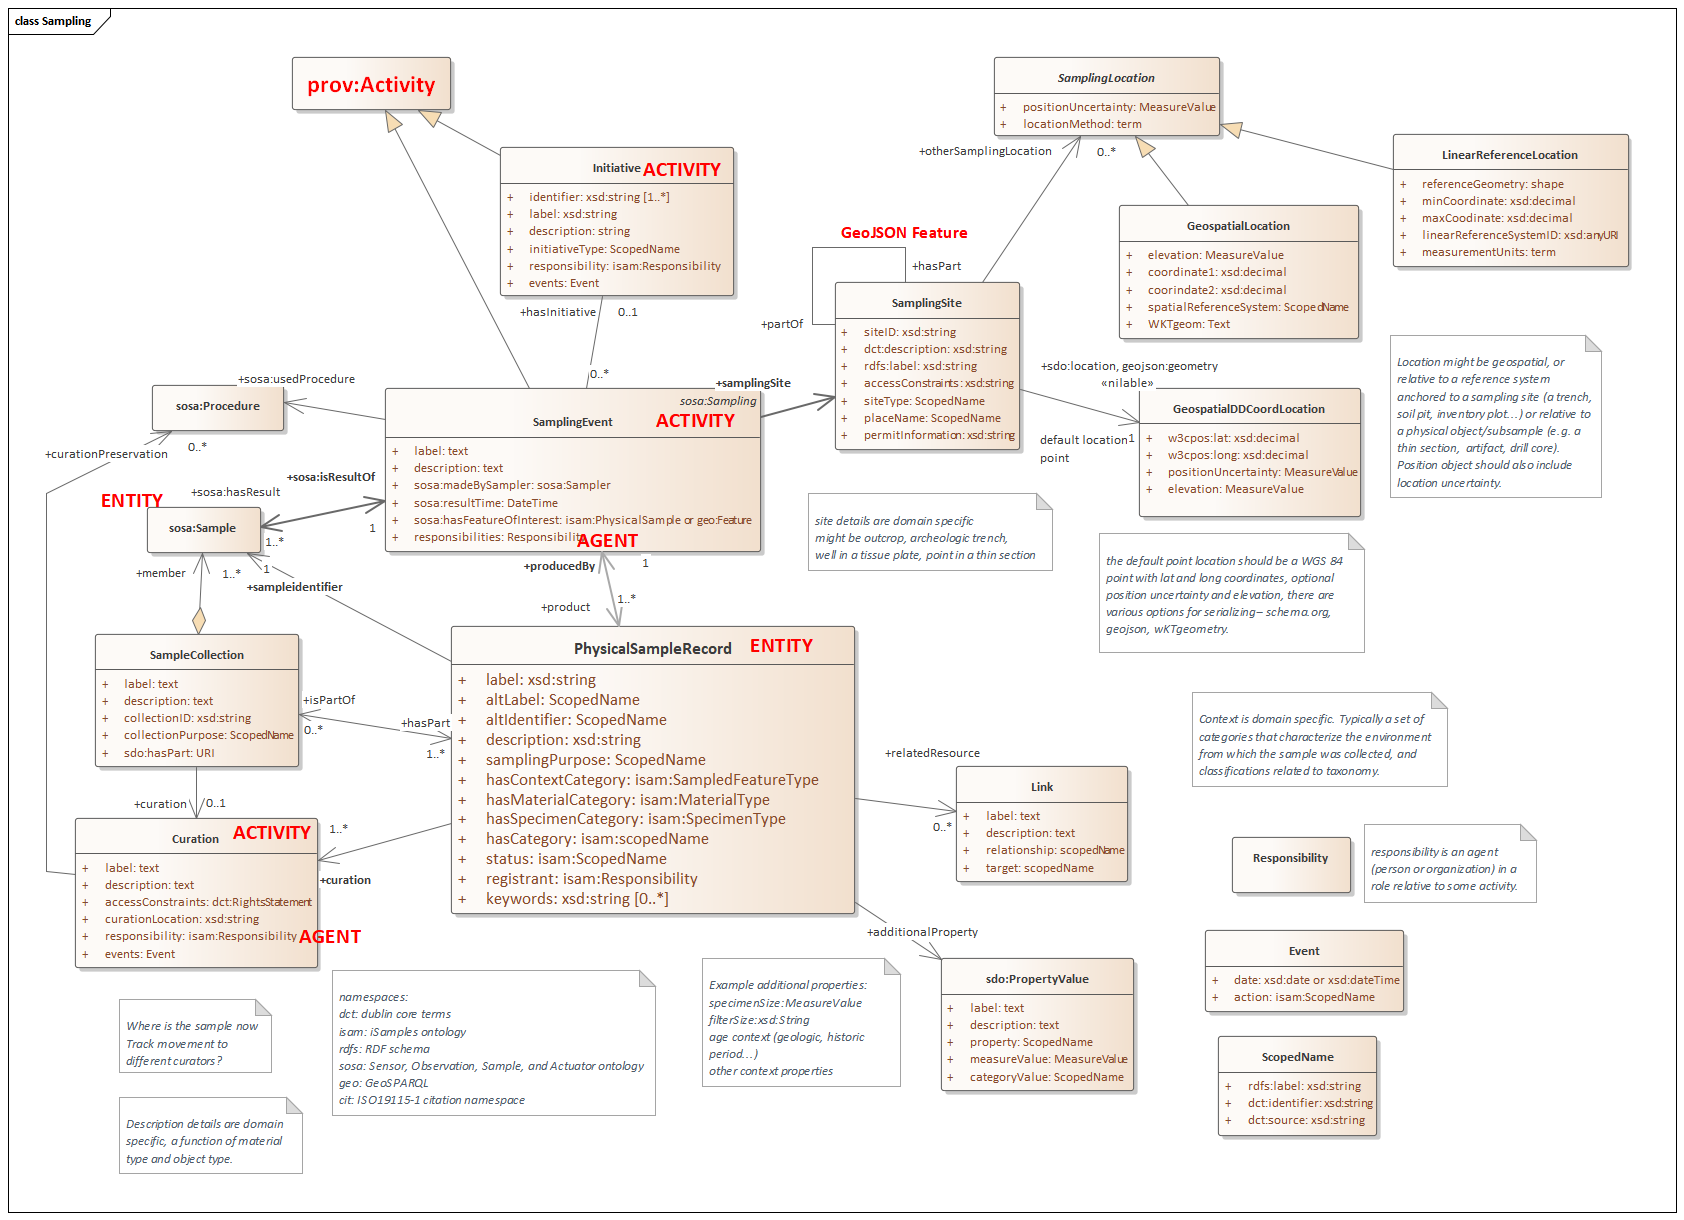 class Sampling
prov:Activity
Initiative ACTIVITY
+ identifier: xsd:string [1..*]
+ label: xsd:string
+ description: string
+ initiativeType: ScopedName
+ responsibility: isam:Responsibility
+ events: Event
+hasInitiative
0..1
0..*
SamplingLocation
+ positionUncertainty: MeasureValue
+ locationMethod: term
+otherSamplingLocation
0..*
LinearReferenceLocation
+ referenceGeometry: shape
+ minCoordinate: xsd:decimal
+ maxCoodinate: xsd:decimal
+ linearReferenceSystemID: xsd:anyURI
+ measurementUnits: term
GeospatialLocation
+ elevation: MeasureValue
+ coordinate1: xsd:decimal
+ coorindate2: xsd:decimal
+ spatialReferenceSystem: ScopedName
+ WKTgeom: Text
GeoJSON Feature
+hasPart
+partOf
SamplingSite
+ siteID: xsd:string
+ dct:description: xsd:string
+ rdfs:label: xsd:string
+ accessConstraints: xsd:string
+ siteType: ScopedName
+ placeName: ScopedName
+ permitInformation: xsd:string
+sdo:location, geojson:geometry
«nilable»
default location
point
1
GeospatialDDCoordLocation
+ w3cpos:lat: xsd:decimal
+ w3cpos:long: xsd:decimal
+ positionUncertainty: MeasureValue
+ elevation: MeasureValue
Location might be geospatial, or
relative to a reference system
anchored to a sampling site (a trench,
soil pit, inventory plot...) or relative to
a physical object/subsample (e.g. a
thin section, artifact, drill core).
Position object should also include
location uncertainty.
+sosa:usedProcedure
sosa:Procedure
+curationPreservation
0..*
+samplingSite
sosa:Sampling
SamplingEvent ACTIVITY
+ label: text
+ description: text
+ sosa:madeBySampler: sosa:Sampler
+ sosa:resultTime: DateTime
+ sosa:hasFeatureOfInterest: isam:PhysicalSample or geo:Feature
+ responsibilities: Responsibility
AGENT
+sosa:isResultOf
+sosa:hasResult
1
ENTITY
sosa:Sample
1..*
+member
1..*
1
+sampleidentifier
+producedBy
1
+product
1..*
site details are domain specific
might be outcrop, archeologic trench,
well in a tissue plate, point in a thin section
the default point location should be a WGS 84
point with lat and long coordinates, optional
position uncertainty and elevation, there are
various options for serializing-- schema.org,
geojson, wKTgeometry.
SampleCollection
+ label: text
+ description: text
+ collectionID: xsd:string
+ collectionPurpose: ScopedName
+ sdo:hasPart: URI
+isPartOf
0..*
+hasPart
1..*
PhysicalSampleRecord ENTITY
+ label: xsd:string
+ altLabel: ScopedName
+ altIdentifier: ScopedName
+ description: xsd:string
+ samplingPurpose: ScopedName
+ hasContextCategory: isam:SampledFeatureType
+ hasMaterialCategory: isam:MaterialType
+ hasSpecimenCategory: isam:SpecimenType
+ hasCategory: isam:scopedName
+ status: isam:ScopedName
+ registrant: isam:Responsibility
+ keywords: xsd:string [0..*]
Context is domain specific. Typically a set of
categories that characterize the environment
from which the sample was collected, and
classifications related to taxonomy.
+relatedResource
0..*
Link
+ label: text
+ description: text
+ relationship: scopedName
+ target: scopedName
+curation
0..1
1..*
+curation
Curation ACTIVITY
+ label: text
+ description: text
+ accessConstraints: dct:RightsStatement
+ curationLocation: xsd:string
+ responsibility: isam:Responsibility AGENT
+ events: Event
Responsibility
responsibility is an agent
(person or organization) in a
role relative to some activity.
+additionalProperty
sdo:PropertyValue
+ label: text
+ description: text
+ property: ScopedName
+ measureValue: MeasureValue
+ categoryValue: ScopedName
Event
+ date: xsd:date or xsd:dateTime
+ action: isam:ScopedName
ScopedName
+ rdfs:label: xsd:string
+ dct:identifier: xsd:string
+ dct:source: xsd:string
Example additional properties:
specimenSize: MeasureValue
filterSize:xsd:String
age context (geologic, historic
period...)
other context properties
namespaces:
dct: dublin core terms
isam: iSamples ontology
rdfs: RDF schema
sosa: Sensor, Observation, Sample, and Actuator ontology
geo: GeoSPARQL
cit: ISO19115-1 citation namespace
Where is the sample now
Track movement to
different curators?
Description details are domain
specific, a function of material
type and object type.